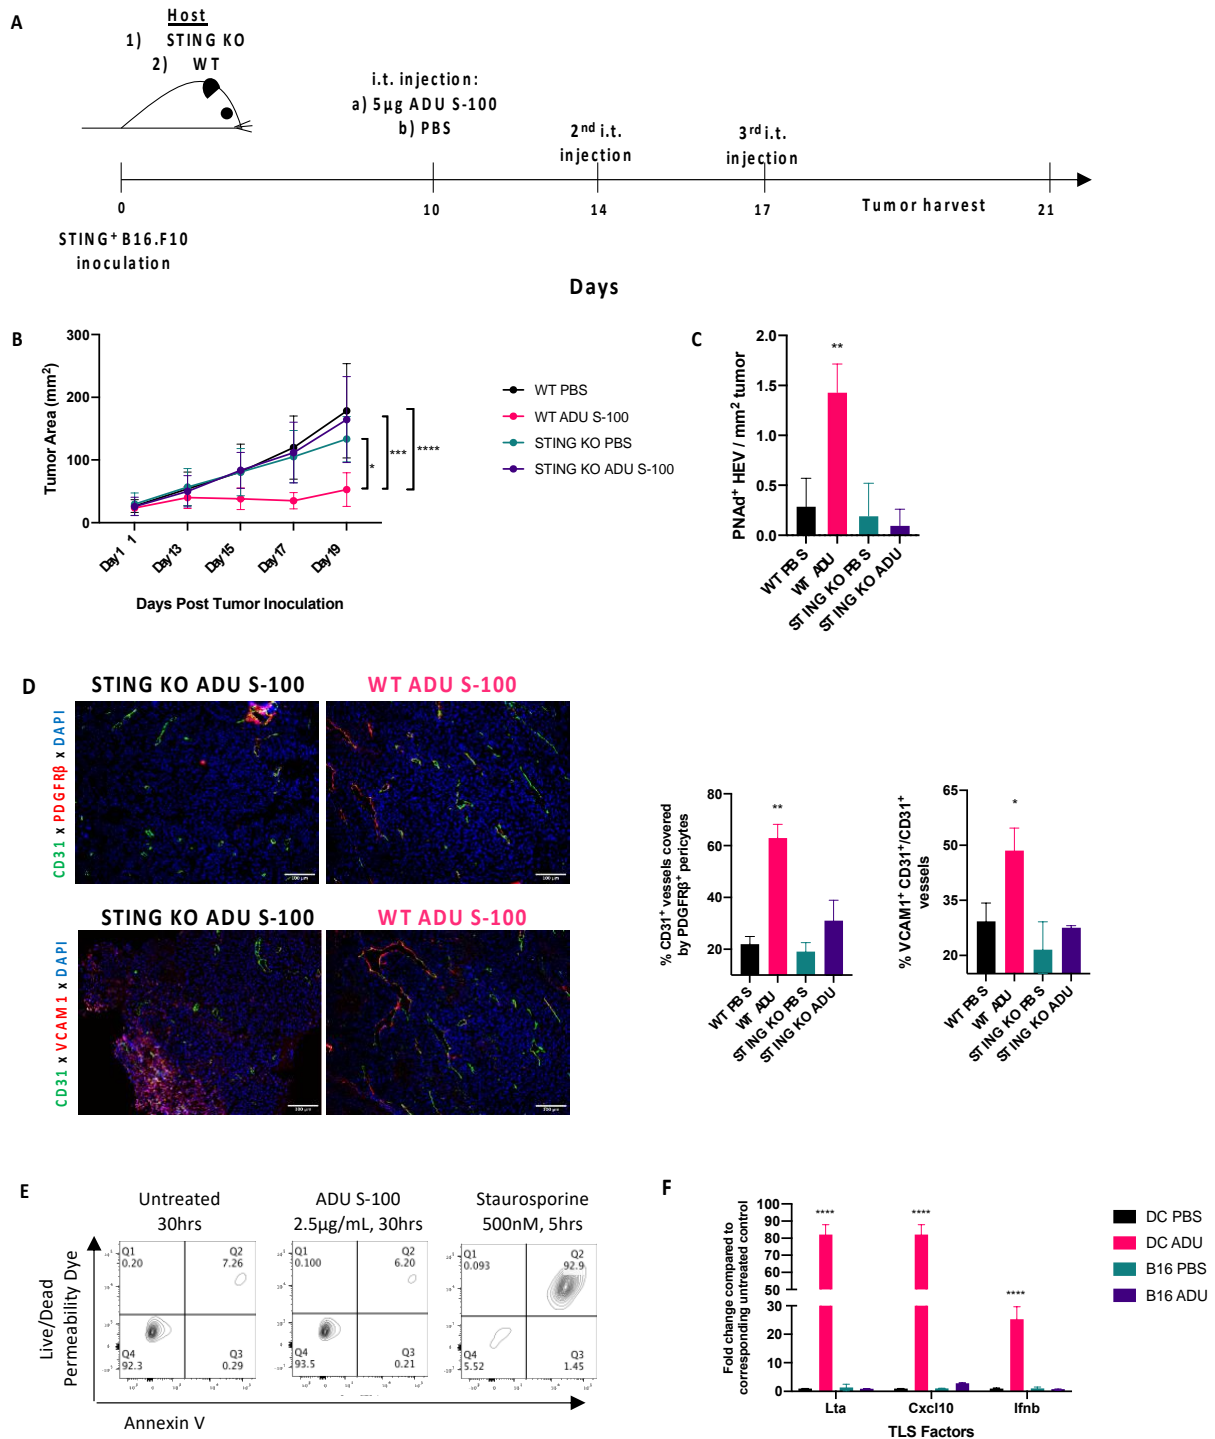 A
Host
1) STING KO
2) WT
i.t. injection:
a) 5µg ADU S-100
b) PBS
2nd i.t.
injection
3rd i.t.
injection
0
10
14
17
Tumor harvest
21
STING+ B16.F10
inoculation
Days
B
Tumor Area (mm²)
300
200
100
0
Day 1 1
Day 13
Day 15
Day 17
Day 19
Days Post Tumor Inoculation
* *** ****
WT PBS
WT ADU S-100
STING KO PBS
STING KO ADU S-100
C
PNAd+ HEV / mm² tumor
2.0
1.5
1.0
0.5
0.0
**
WT PBS
WT ADU
STING KO PBS
STING KO ADU
D
STING KO ADU S-100
WT ADU S-100
CD31 x PDGFRβ x DAPI
100 µm
100 µm
STING KO ADU S-100
WT ADU S-100
CD31 x VCAM1 x DAPI
100 µm
% CD31+ vessels covered
by PDGFRβ+ pericytes
80
60
40
20
**
WT PBS
WT ADU
STING KO PBS
STING KO ADU
% VCAM1+ CD31+/CD31+
vessels
65
50
35
20
*
WT PBS
WT ADU
STING KO PBS
STING KO ADU
E
Untreated
30hrs
ADU S-100
2.5µg/mL, 30hrs
Staurosporine
500nM, 5hrs
Live/Dead
Permeability Dye
Q1
0.20
Q2
7.26
Q4
92.3
Q3
0.29
Q1
0.100
Q2
6.20
Q4
93.5
Q3
0.21
Q1
0.093
Q2
92.9
Q4
5.52
Q3
1.45
Annexin V
F
Fold change compared to
corresponding untreated control
100
90
80
70
60
50
30
20
10
0
****
****
****
Lta
Cxcl10
Ifnb
TLS Factors
DC PBS
DC ADU
B16 PBS
B16 ADU